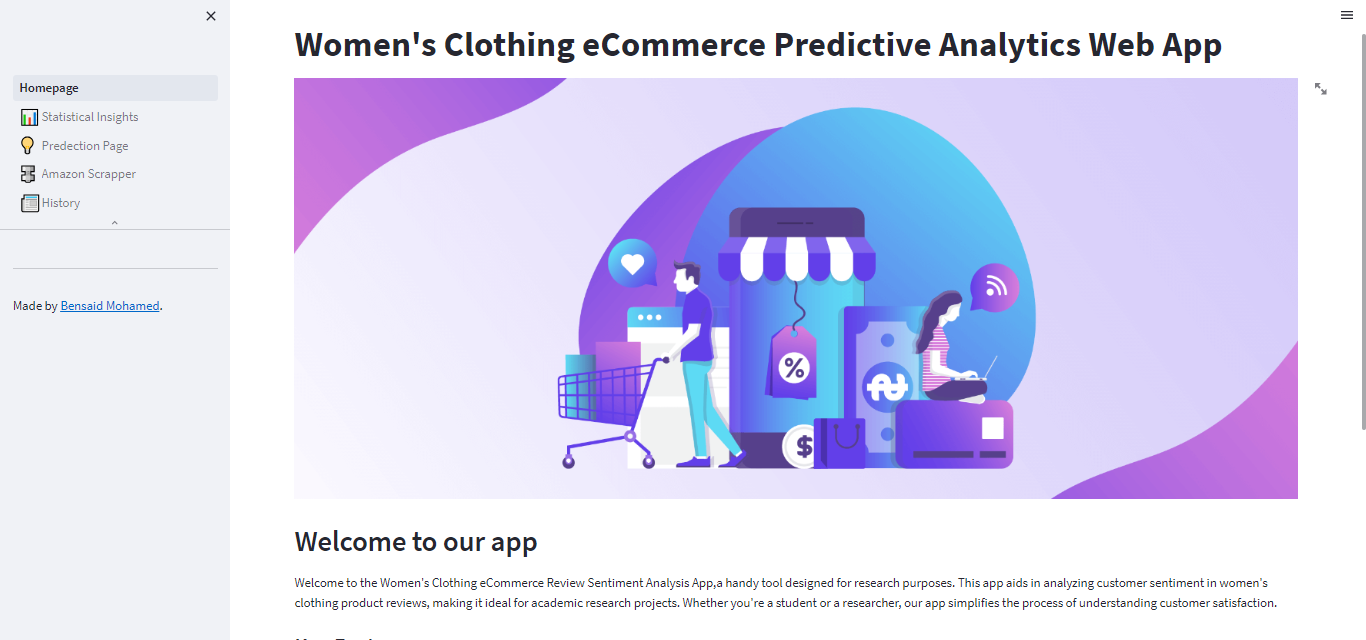 Women's Clothing eCommerce Predictive Analytics Web App
Homepage
Statistical Insights
Predection Page
Amazon Scrapper
History
Made by Bensaid Mohamed.
%
$
Welcome to our app
Welcome to the Women's Clothing eCommerce Review Sentiment Analysis App,a handy tool designed for research purposes. This app aids in analyzing customer sentiment in women's
clothing product reviews, making it ideal for academic research projects. Whether you're a student or a researcher, our app simplifies the process of understanding customer satisfaction.